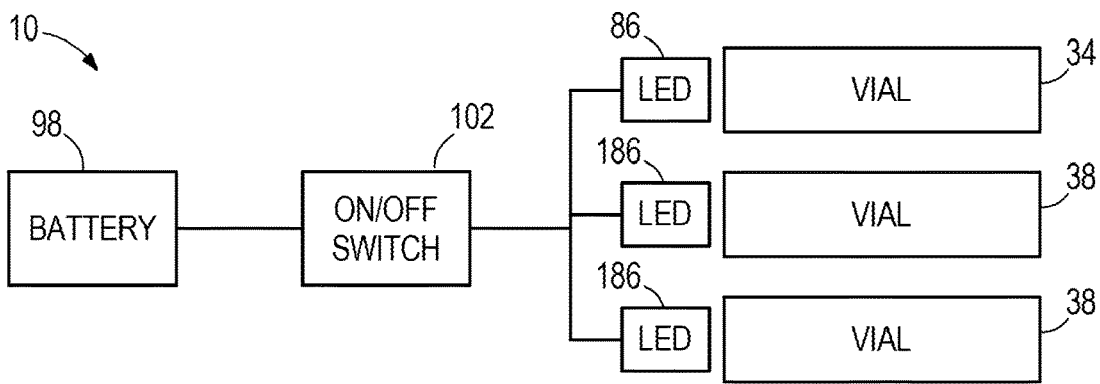 10
98
BATTERY
102
ON/OFF
SWITCH
86
LED
34
VIAL
186
LED
38
VIAL
186
LED
38
VIAL